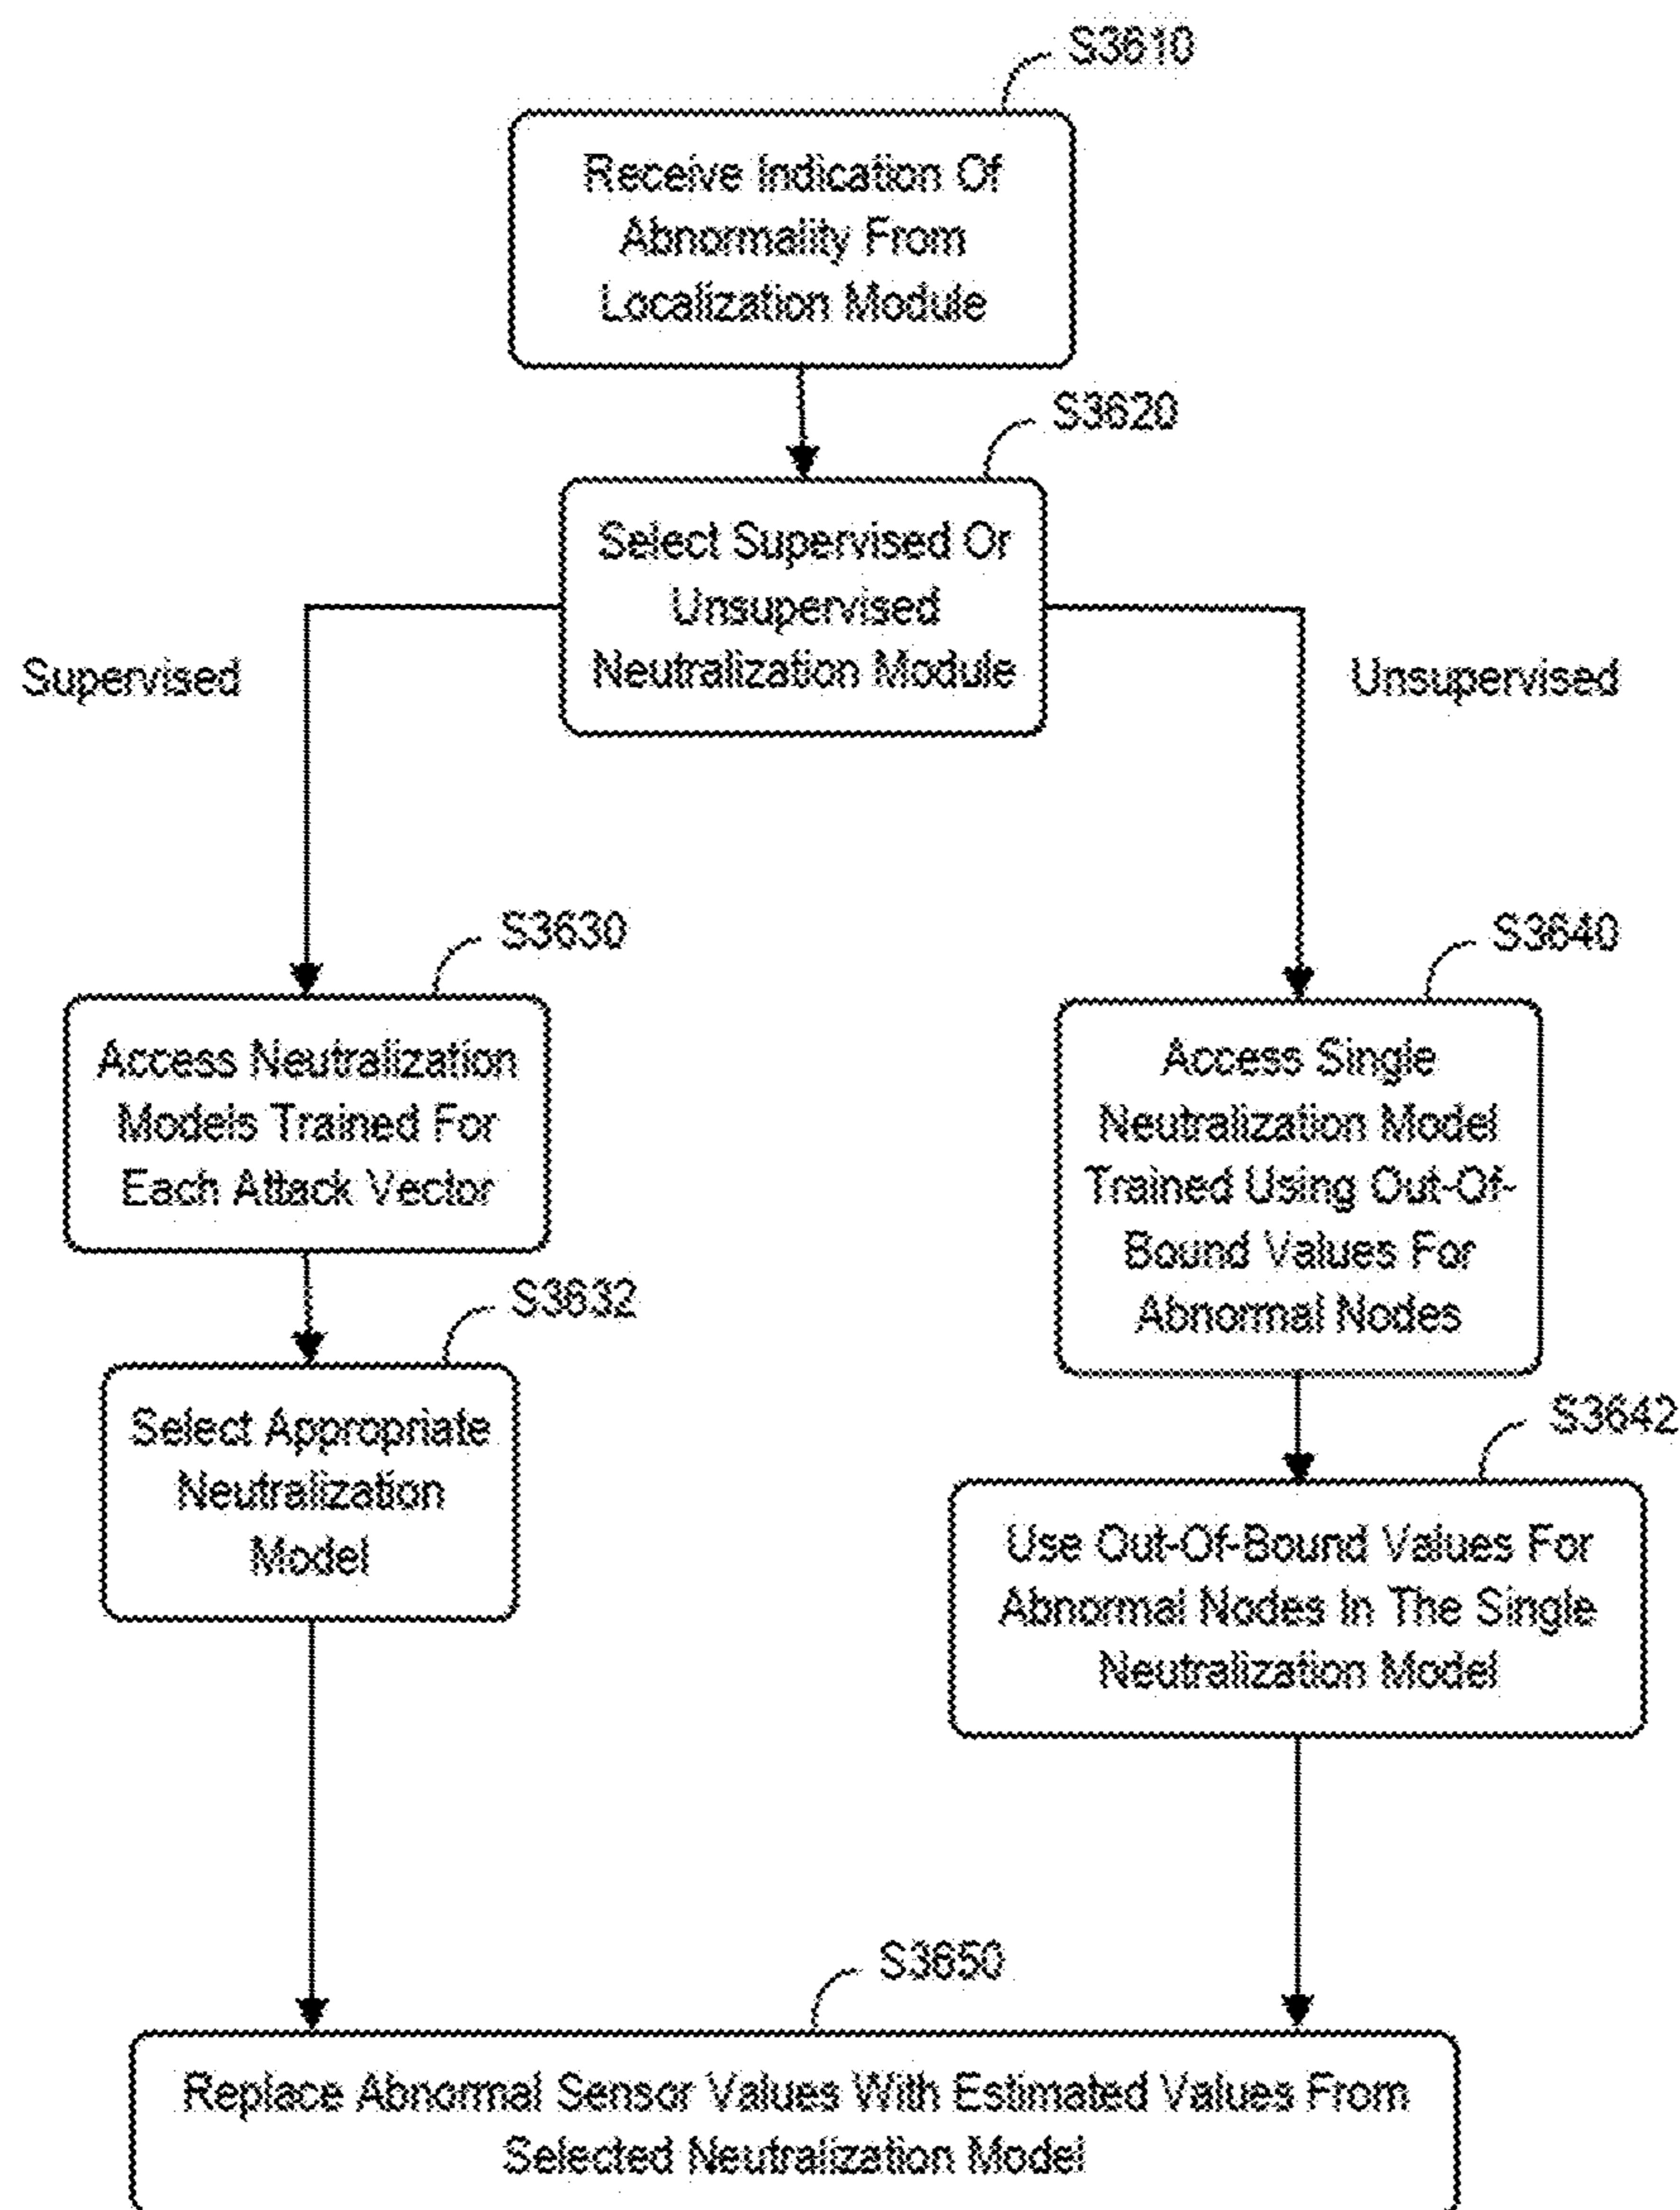 S3610
Receive Indication Of
Abnormality From
Localization Module
S3620
Select Supervised Or
Unsupervised
Neutralization Module
Supervised
Unsupervised
S3630
Access Neutralization
Models Trained For
Each Attack Vector
S3640
Access Single
Neutralization Model
Trained Using Out-Of-
Bound Values For
Abnormal Nodes
S3632
Select Appropriate
Neutralization
Model
S3642
Use Out-Of-Bound Values For
Abnormal Nodes In The Single
Neutralization Model
S3650
Replace Abnormal Sensor Values With Estimated Values From
Selected Neutralization Model